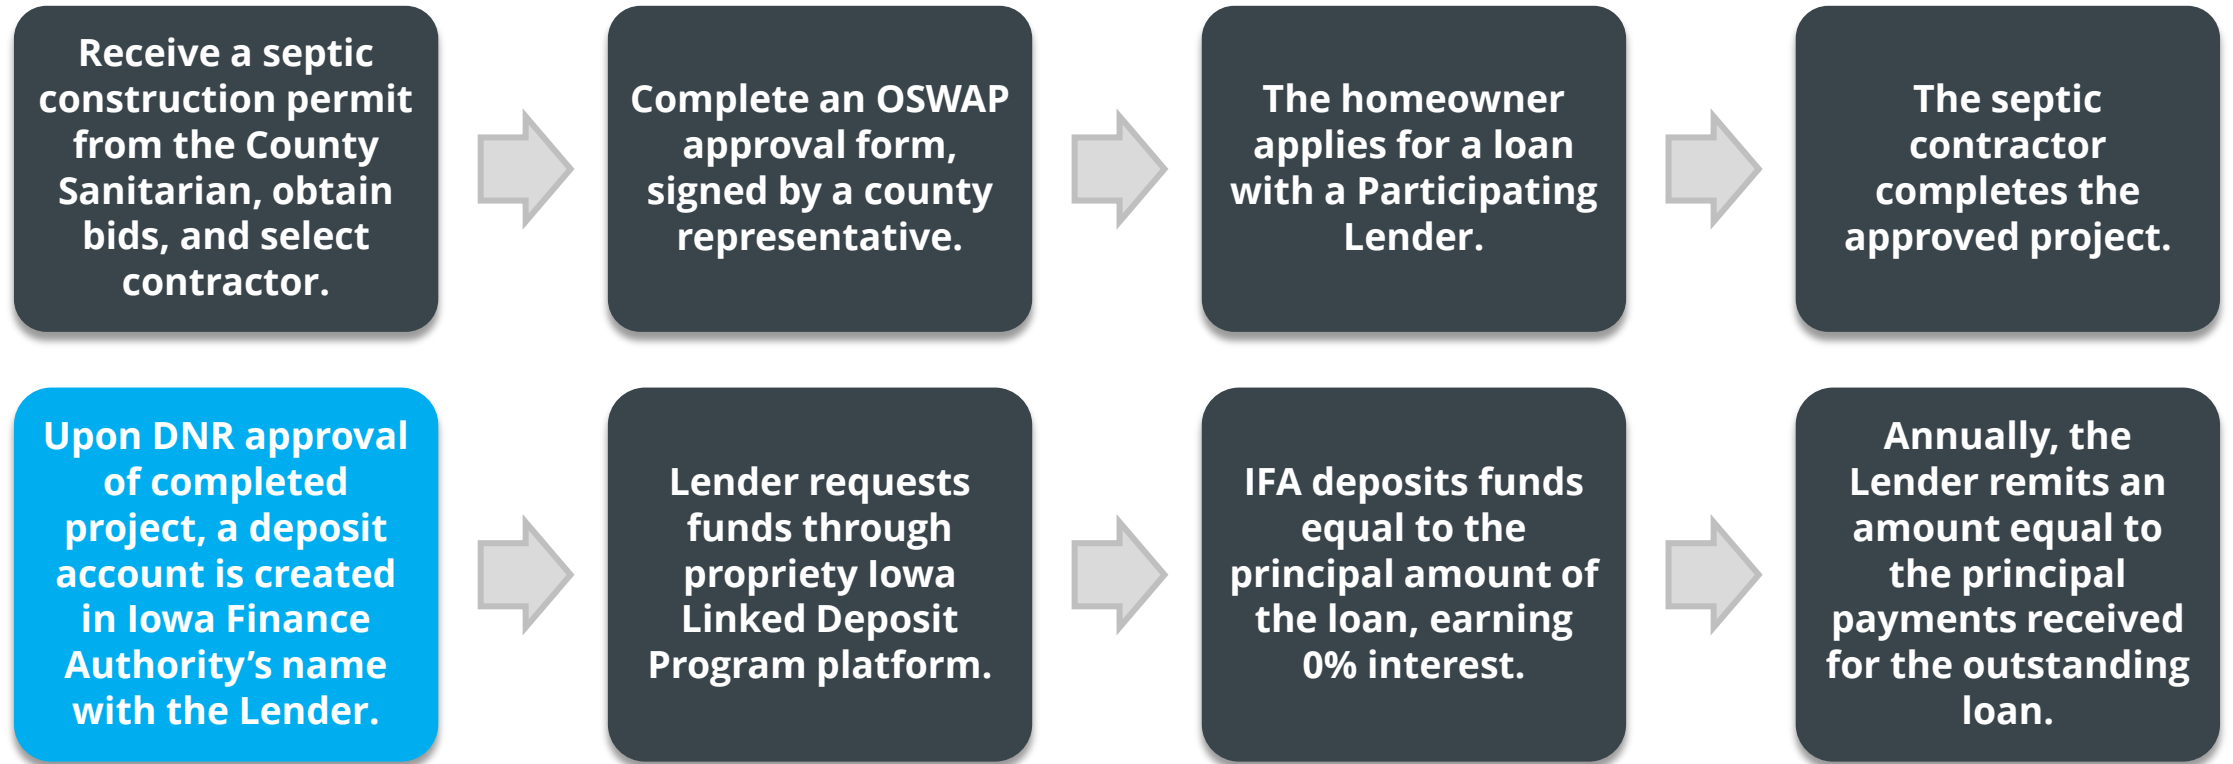 Receive a septic
construction permit
from the County
Sanitarian, obtain
bids, and select
contractor.
Complete an OSWAP
approval form,
signed by a county
representative.
The homeowner
applies for a loan
with a Participating
Lender.
The septic
contractor
completes the
approved project.
Upon DNR approval
of completed
project, a deposit
account is created
in Iowa Finance
Authority’s name
with the Lender.
Lender requests
funds through
propriety Iowa
Linked Deposit
Program platform.
IFA deposits funds
equal to the
principal amount of
the loan, earning
0% interest.
Annually, the
Lender remits an
amount equal to
the principal
payments received
for the outstanding
loan.